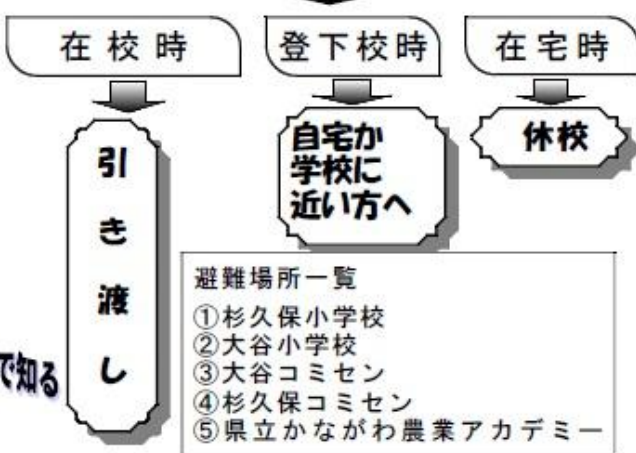 在校時
登下校時
在宅時
引き渡し
自宅か
学校に
近い方へ
休校
で知る
避難場所一覧
①杉久保小学校
②大谷小学校
③大谷コミセン
④杉久保コミセン
⑤県立かながわ農業アカデミー